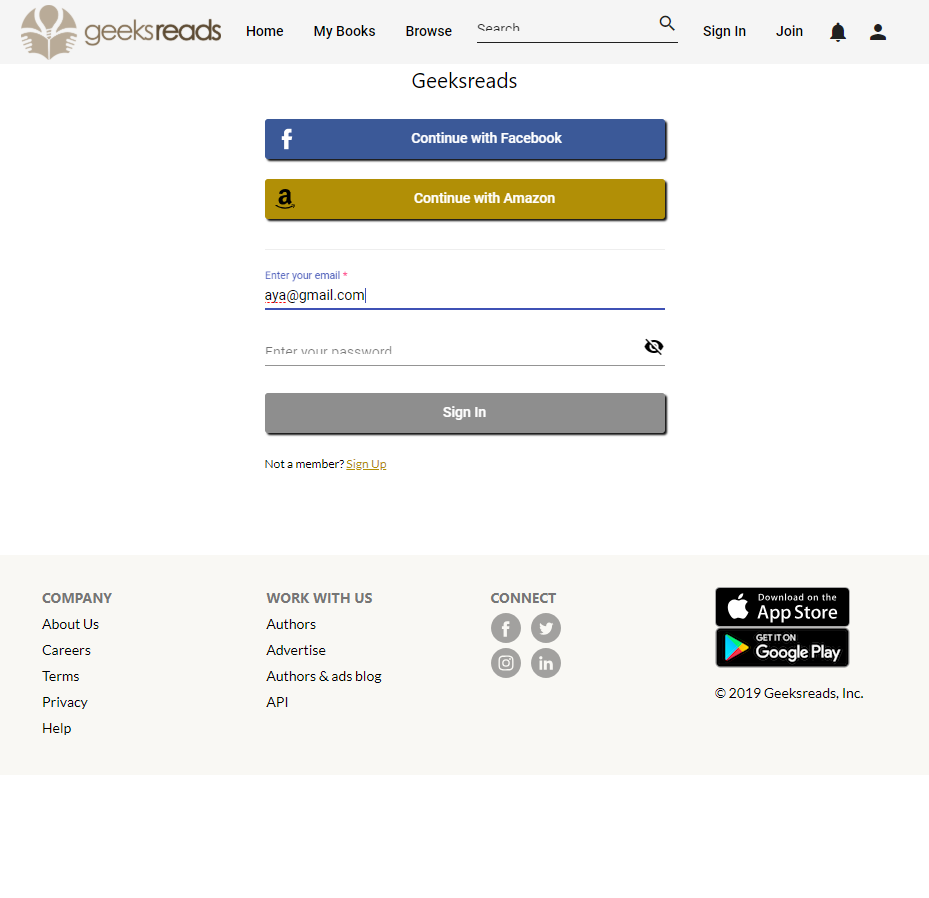 geeksreads Home My Books Browse Search Sign In Join
Geeksreads
Continue with Facebook
Continue with Amazon
Enter your email *
aya@gmail.com
Enter your password
Sign In
Not a member? Sign Up
COMPANY
About Us
Careers
Terms
Privacy
Help
WORK WITH US
Authors
Advertise
Authors & ads blog
API
CONNECT
Download on the
App Store
GET IT ON
Google Play
© 2019 Geeksreads, Inc.